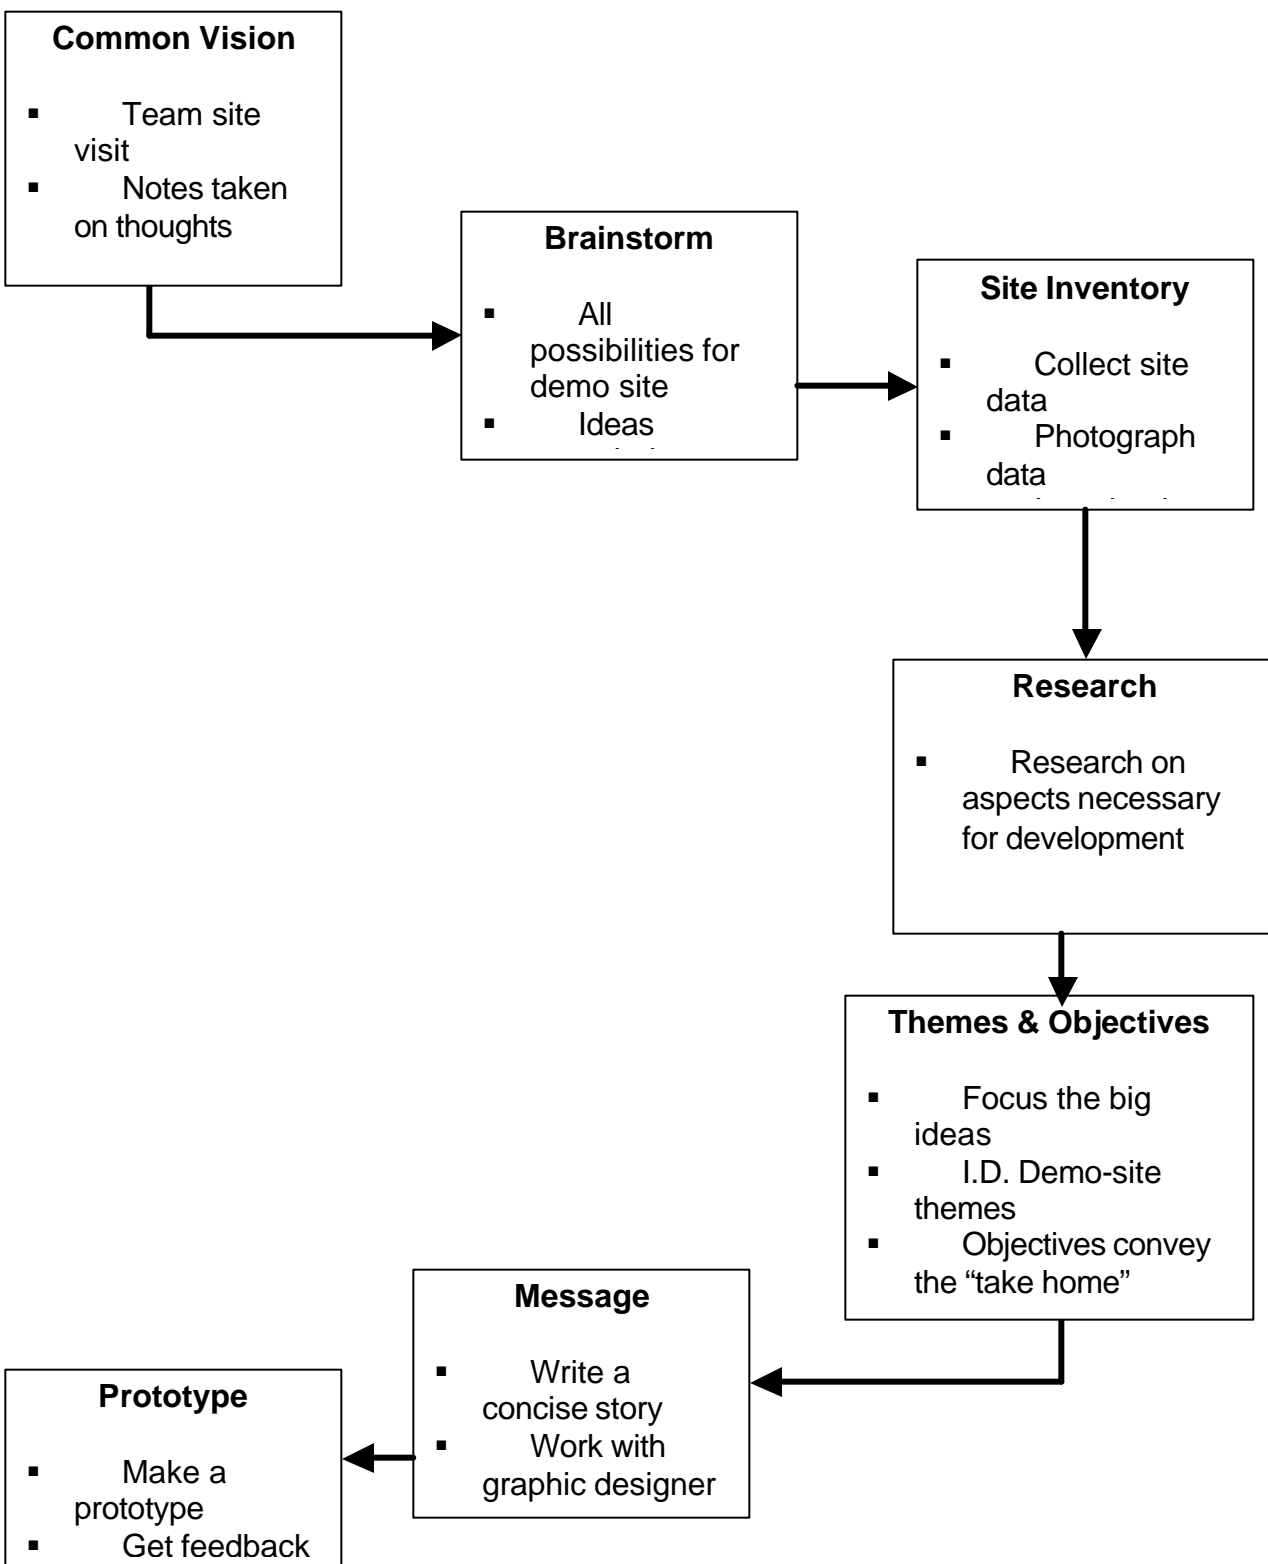 Common Vision
▪ Team site
visit
▪ Notes taken
on thoughts
Brainstorm
▪ All
possibilities for
demo site
▪ Ideas
Site Inventory
▪ Collect site
data
▪ Photograph
data
Research
▪ Research on
aspects necessary
for development
Themes & Objectives
▪ Focus the big
ideas
▪ I.D. Demo-site
themes
▪ Objectives convey
the “take home”
Message
▪ Write a
concise story
▪ Work with
graphic designer
Prototype
▪ Make a
prototype
▪ Get feedback